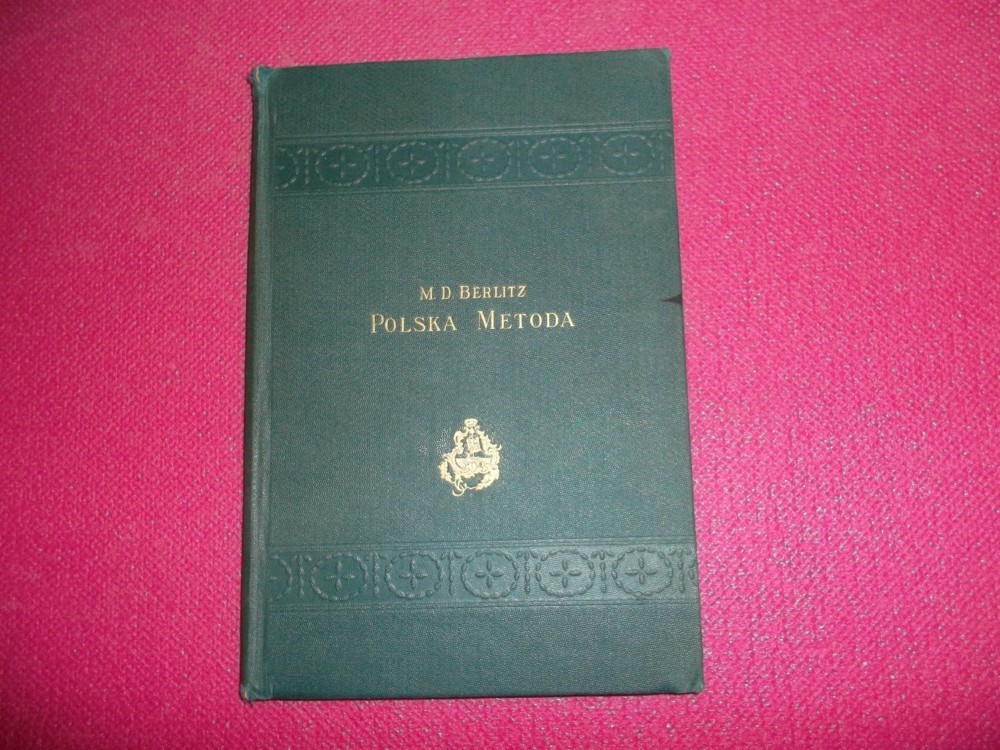 M. D. BERLITZ
POLSKA METODA